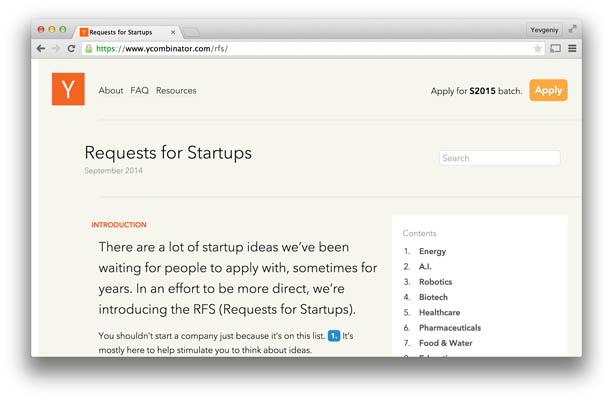 Requests for Startups
Yevgeniy
https://www.ycombinator.com/rfs/
Y
About FAQ Resources
Apply for S2015 batch. Apply
Requests for Startups
September 2014
Search
INTRODUCTION
There are a lot of startup ideas we've been
waiting for people to apply with, sometimes for
years. In an effort to be more direct, we're
introducing the RFS (Requests for Startups).
You shouldn't start a company just because it's on this list. 1. It's
mostly here to help stimulate you to think about ideas.
Contents
1. Energy
2. A.I.
3. Robotics
4. Biotech
5. Healthcare
6. Pharmaceuticals
7. Food & Water